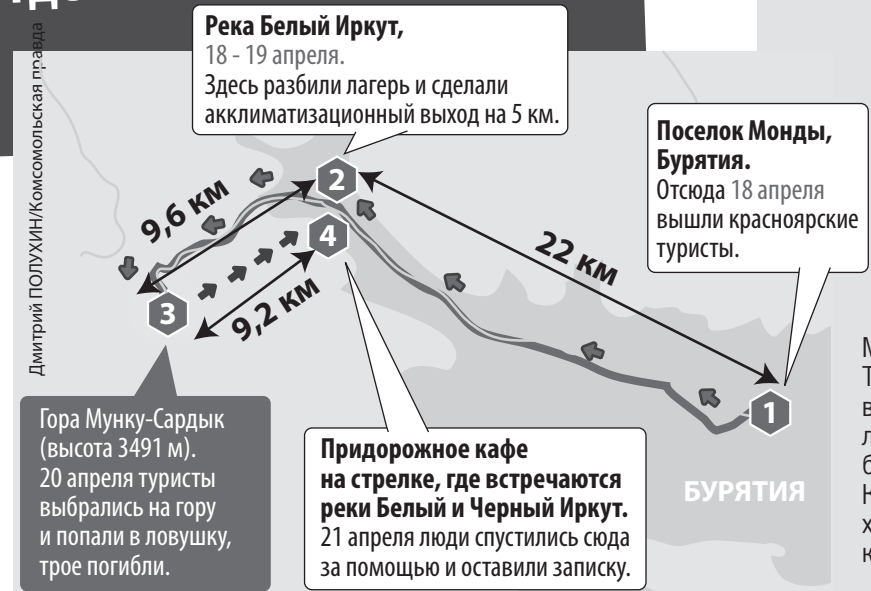 Дмитрий ПОЛУХИН/Комсомольская правда
Река Белый Иркут,
18 - 19 апреля.
Здесь разбили лагерь и сделали
акклиматизационный выход на 5 км.
Поселок Монды,
Бурятия.
Отсюда 18 апреля
вышли красноярские
туристы.
2
9,6 км
4
22 км
9,2 км
3
1
Гора Мунку-Сардык
(высота 3491 м).
20 апреля туристы
выбрались на гору
и попали в ловушку,
трое погибли.
Придорожное кафе
на стрелке, где встречаются
реки Белый и Черный Иркут.
21 апреля люди спустились сюда
за помощью и оставили записку.
БУРЯТИЯ